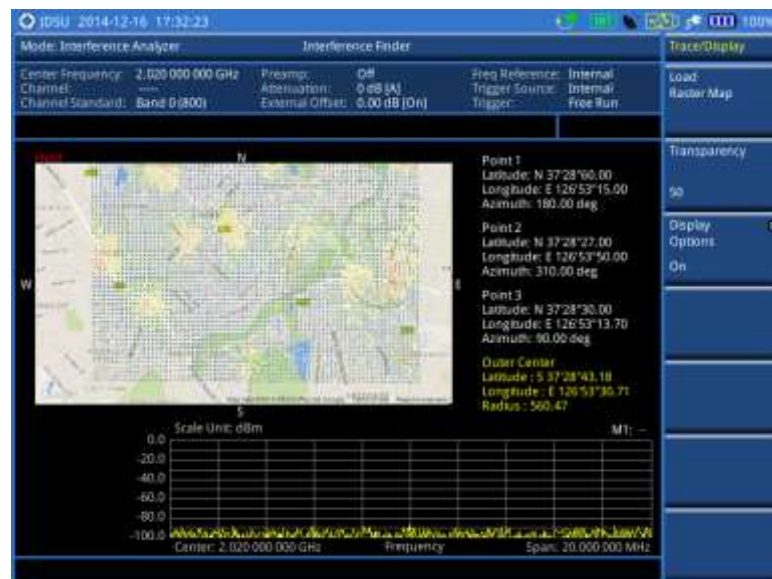 JDSU 2014-12-16 17:32:23
100%
Mode: Interference Analyzer
Interference Finder
Trace/Display
Center Frequency: 2.020 000 000 GHz
Channel: ----
Channel Standard: Band 0 (800)
Preamp: Off
Attenuation: 0 dB [A]
External Offset: 0.00 dB [On]
Freq Reference: Internal
Trigger Source: Internal
Trigger: Free Run
Load
Raster Map
Transparency
50
Display
Options
On
N
W
E
S
Point 1
Latitude: N 37'28"60.00
Longitude: E 126'53"15.00
Azimuth: 180.00 deg
Point 2
Latitude: N 37'28"27.00
Longitude: E 126'53"50.00
Azimuth: 310.00 deg
Point 3
Latitude: N 37'28"30.00
Longitude: E 126'53"13.70
Azimuth: 90.00 deg
Outer Center
Latitude : S 37'28"43.18
Longitude : E 126'53"30.71
Radius : 560.47
Scale Unit: dBm
M1: --
0.0
-20.0
-40.0
-60.0
-80.0
-100.0
Center: 2.020 000 000 GHz
Frequency
Span: 20.000 000 MHz